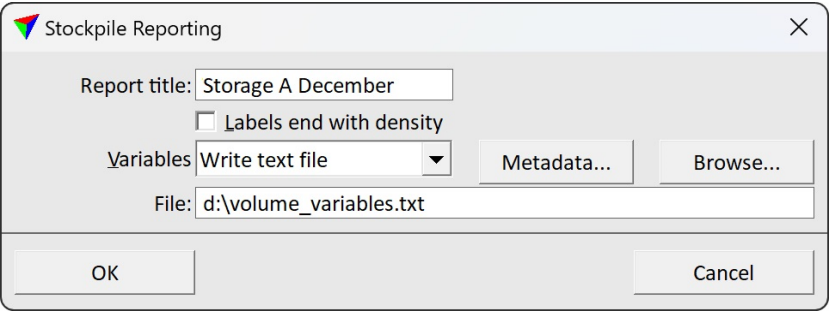 Stockpile Reporting
Report title: Storage A December
Labels end with density
Variables Write text file Metadata... Browse...
File: d:\volume_variables.txt
OK Cancel